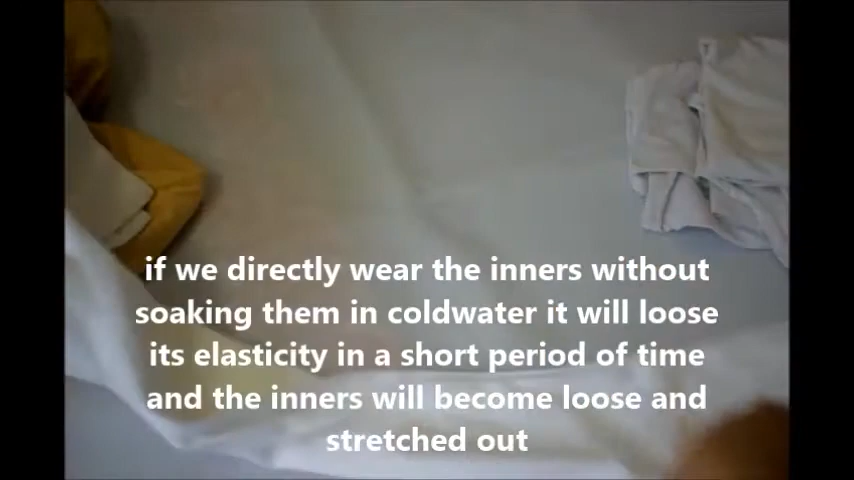 if we directly wear the inners without
soaking them in coldwater it will loose
its elasticity in a short period of time
and the inners will become loose and
stretched out